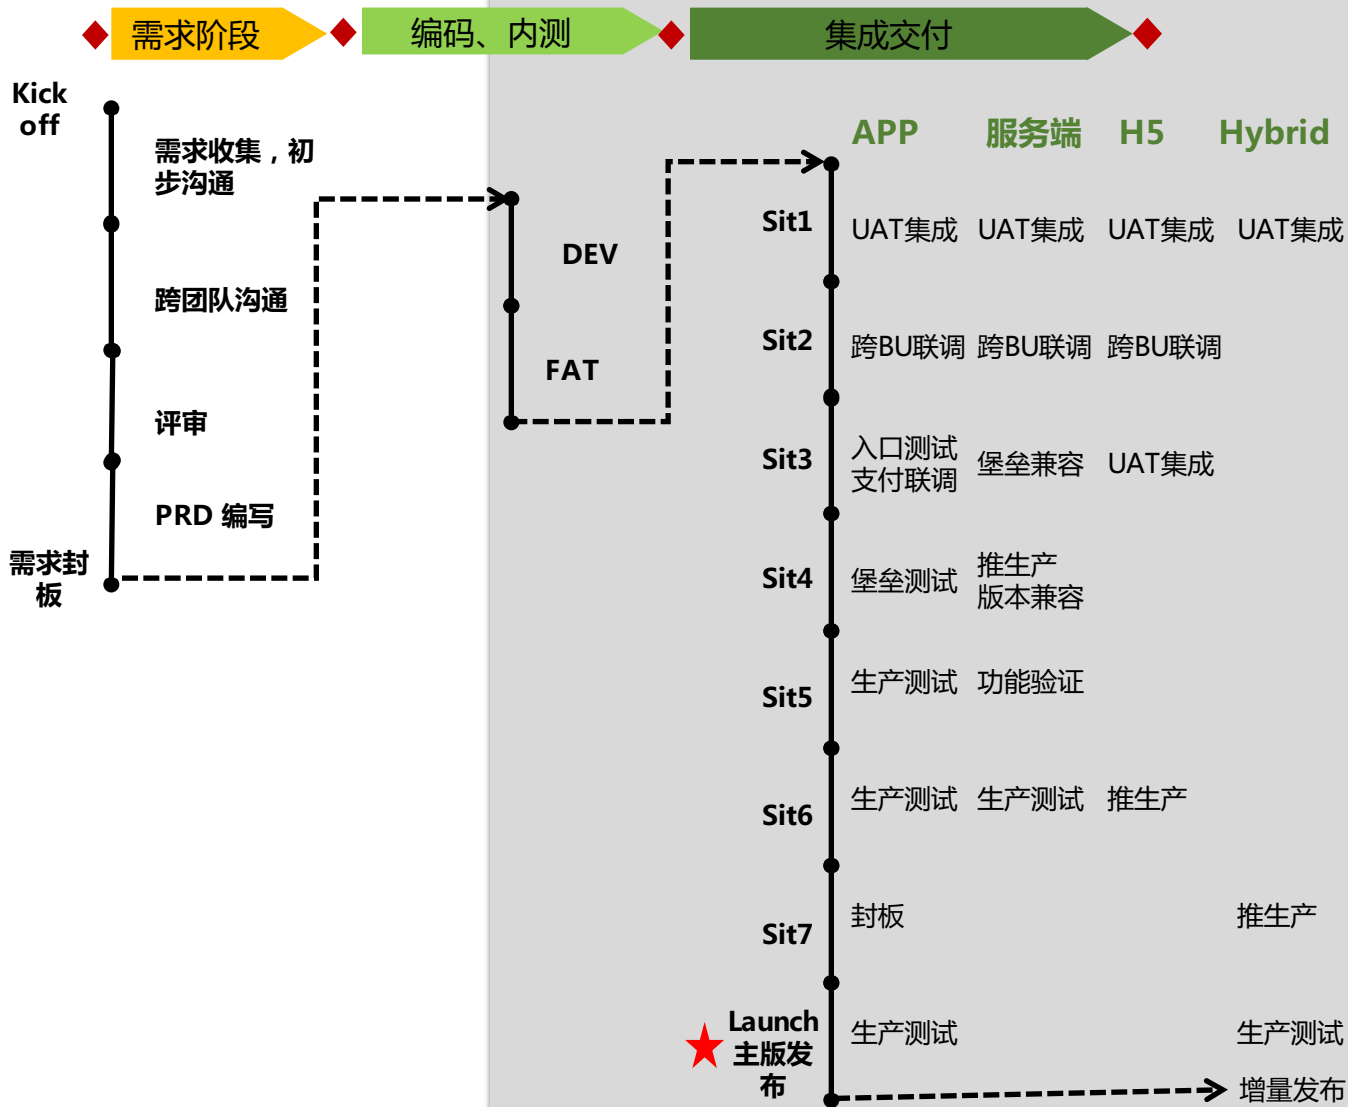 需求阶段
编码、内测
集成交付
Kick
off
需求收集，初
步沟通
跨团队沟通
评审
PRD 编写
需求封
板
DEV
FAT
APP 服务端 H5 Hybrid
Sit1 UAT集成 UAT集成 UAT集成 UAT集成
Sit2 跨BU联调 跨BU联调 跨BU联调
Sit3
入口测试
支付联调
堡垒兼容
UAT集成
Sit4
堡垒测试
推生产
版本兼容
Sit5 生产测试 功能验证
Sit6 生产测试 生产测试 推生产
Sit7 封板 推生产
Launch
主版发
布
生产测试 生产测试
增量发布